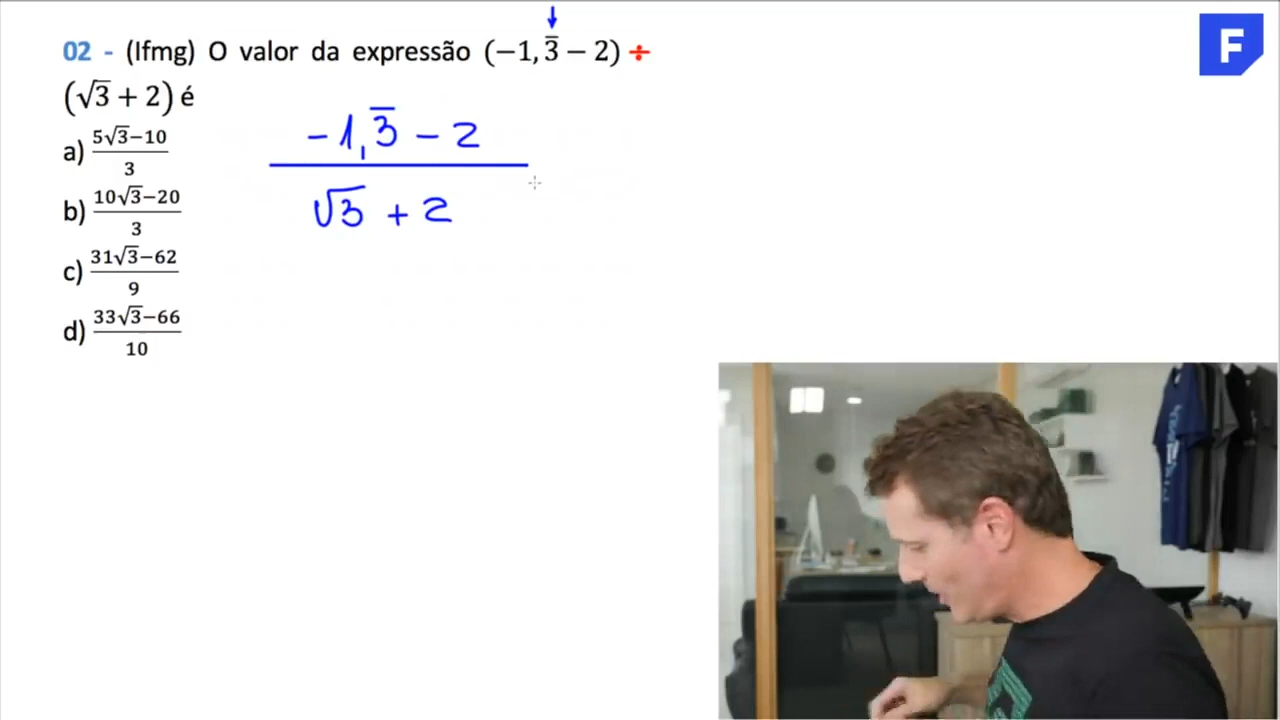 02 - (Ifmg) O valor da expressão (−1,3̅ − 2) ÷
(√3 + 2) é
a) 5√3−10/3
b) 10√3−20/3
c) 31√3−62/9
d) 33√3−66/10
-1,3̅ - 2
√3 + 2
F